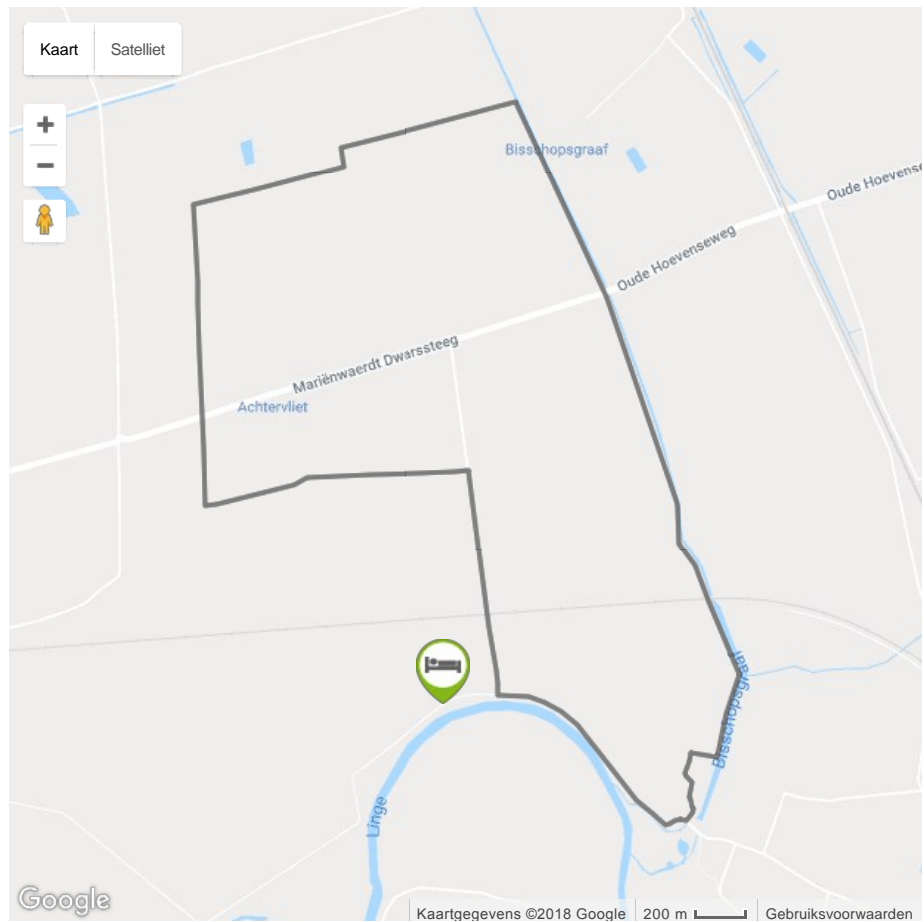 Kaart Satelliet
Bisschopsgraaf
Oude Hoevense
Oude Hoevenseweg
Mariënwaerdt Dwarssteeg
Achtervliet
Bisschopsgraaf
Linge
Google
Kaartgegevens ©2018 Google 200 m Gebruiksvoorwaarden